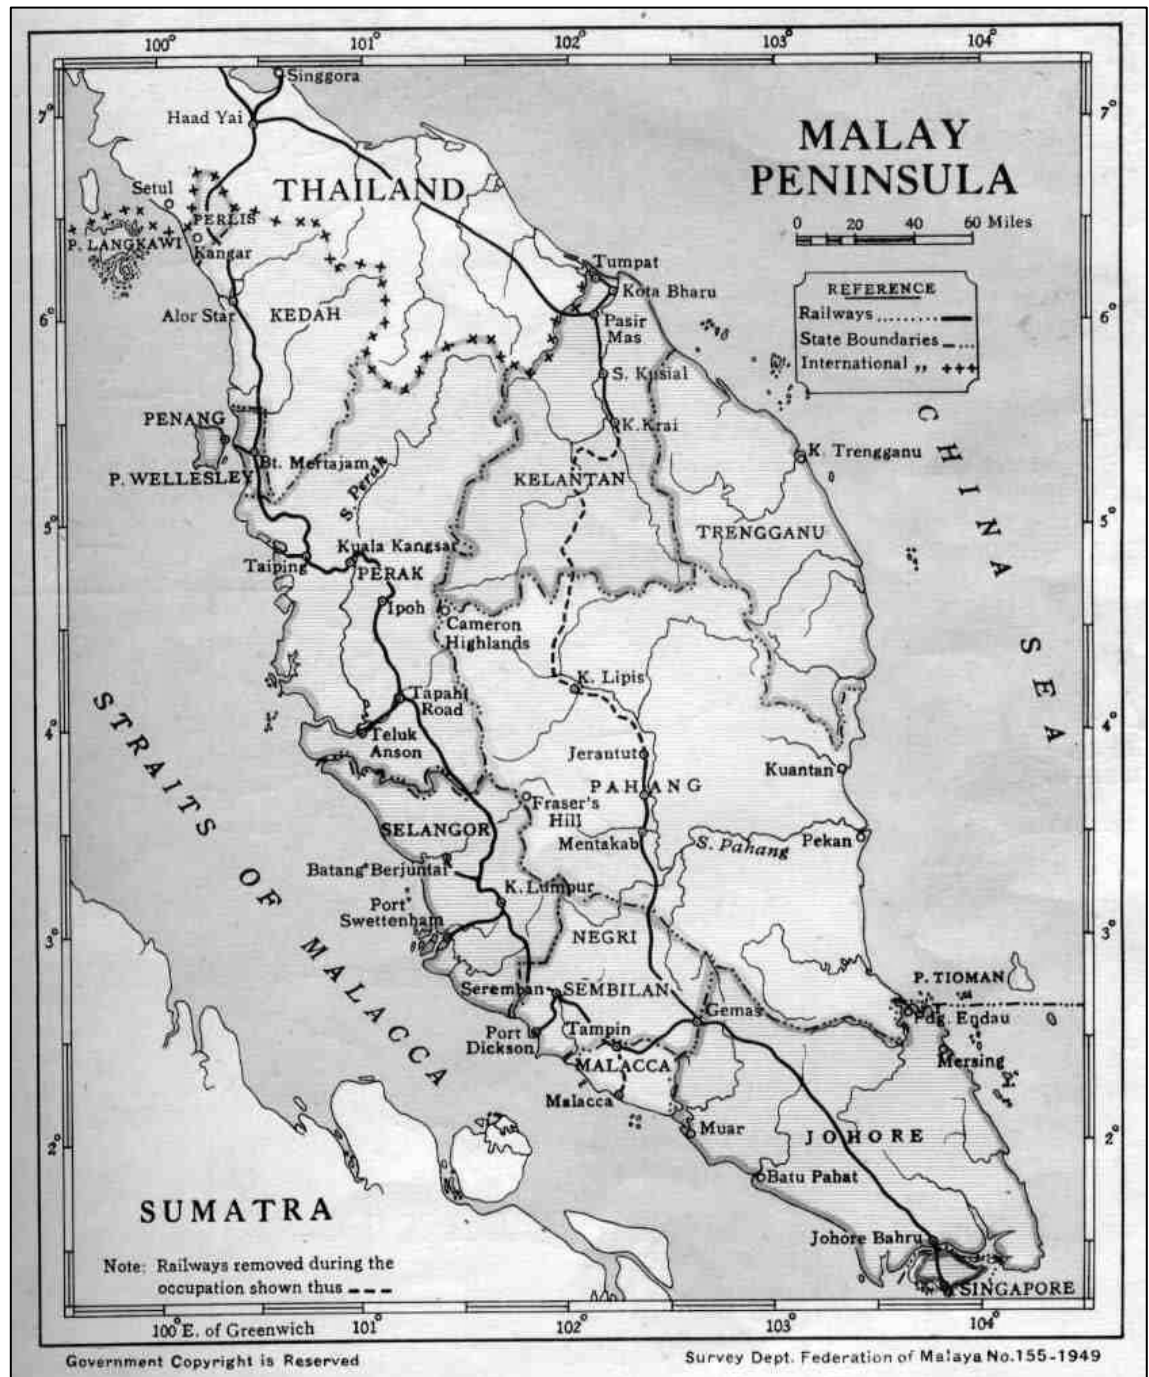 100°
101°
102°
103°
104°
Singgora
7°
Haad Yai
7°
MALAY
PENINSULA
Setul
THAILAND
0 20 40 60 Miles
PERLIS
P. LANGKAWI
Kangar
Tumpat
Kota Bharu
REFERENCE
Railways
State Boundaries
International ,,
6°
Alor Star
KEDAH
Pasir
Mas
6°
S. Kusial
PENANG
K. Krai
CHINA SEA
Bt. Mertajam
P. WELLESLEY
S. Perak
KELANTAN
K. Trengganu
5°
TRENGGANU
5°
Kuala Kangsar
Taiping
PERAK
Ipoh
Cameron
Highlands
K. Lipis
Tapah
Road
4°
Teluk
Anson
4°
STRAITS OF MALACCA
Jerantut
Kuantan
PAHANG
Fraser's
Hill
SELANGOR
Mentakab
S. Pahang
Pekan
Batang Berjuntai
K. Lumpur
Port
Swettenham
3°
NEGRI
3°
P. TIOMAN
Seremban
SEMBILAN
Gemas
Pdg. Endau
Port
Dickson
Tampin
Mersing
MALACCA
Malacca
2°
Muar
JOHORE
2°
Batu Pahat
SUMATRA
Johore Bahru
Note: Railways removed during the
occupation shown thus
SINGAPORE
100° E. of Greenwich
101°
102°
103°
104°
Government Copyright is Reserved
Survey Dept. Federation of Malaya No.155-1949